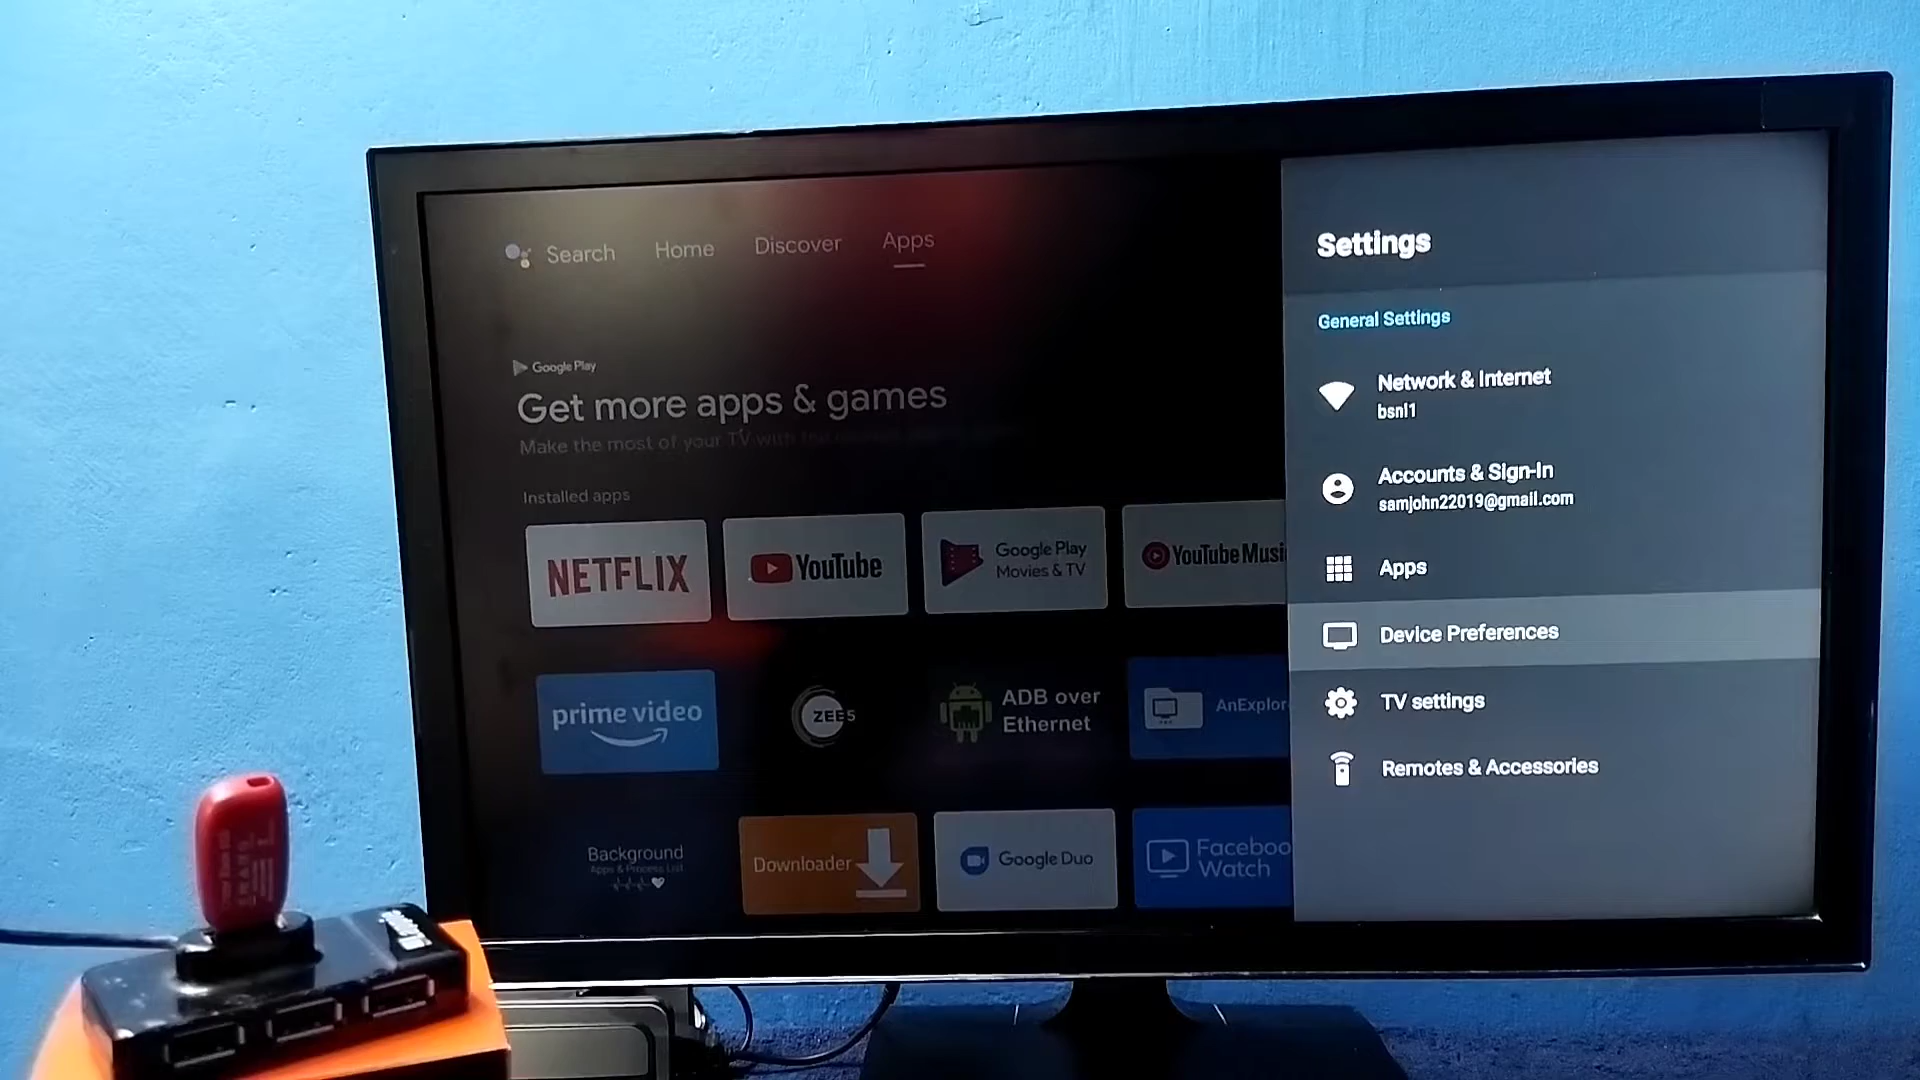 Search Home Discover Apps
Google Play
Get more apps & games
Make the most of your TV with
Installed apps
NETFLIX
YouTube
Google Play
Movies & TV
YouTube Musi
prime video
ZEE5
ADB over
Ethernet
AnExplor
Background
Apps & Process List
Downloader
Google Duo
Faceboo
Watch
Settings
General Settings
Network & Internet
bsnl1
Accounts & Sign-In
samjohn22019@gmail.com
Apps
Device Preferences
TV settings
Remotes & Accessories